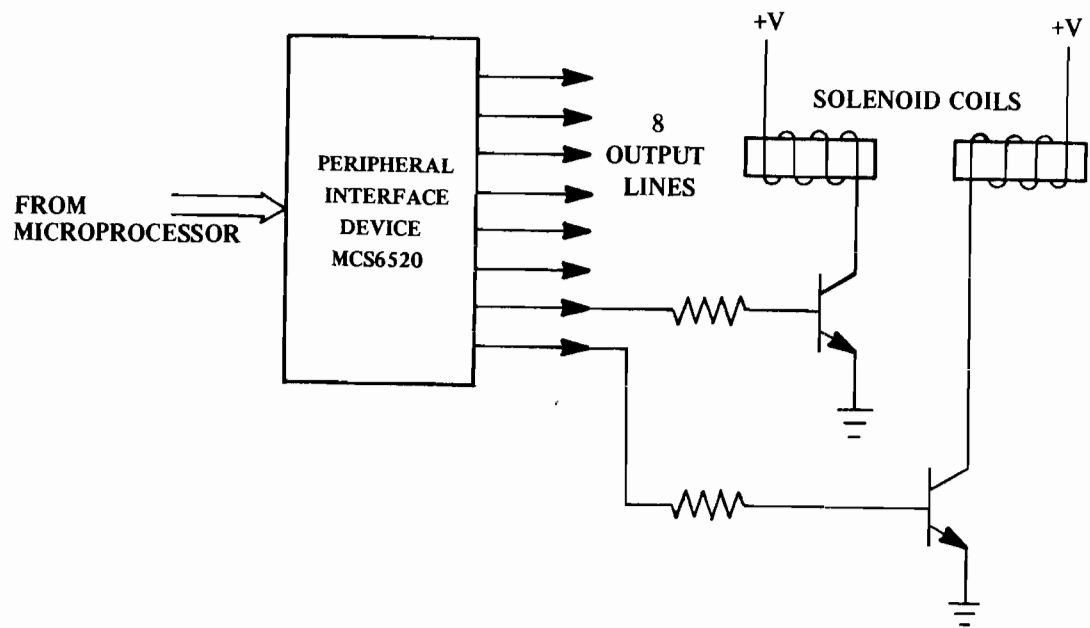 +V
+V
SOLENOID COILS
8
OUTPUT
LINES
PERIPHERAL
INTERFACE
DEVICE
MCS6520
FROM
MICROPROCESSOR